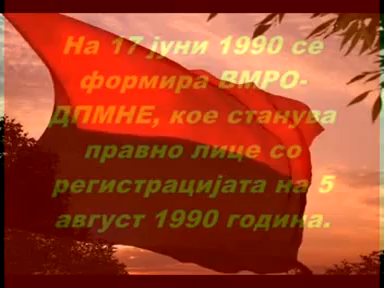 На 17 јуни 1990 се
формира ВМРО-
ДПМНЕ, кое станува
правно лице со
регистрацијата на 5
август 1990 година.